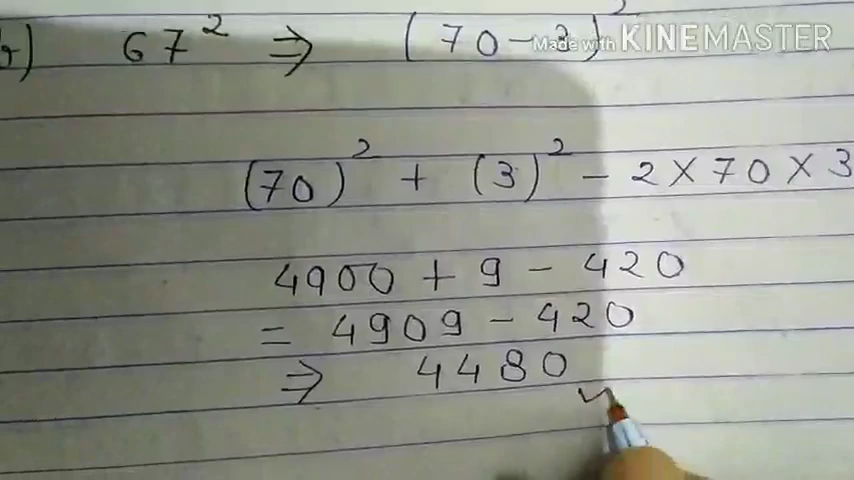 67² ⇒ (70 - 3)²
Made with KINEMASTER
(70)² + (3)² - 2 × 70 × 3
4900 + 9 - 420
= 4909 - 420
⇒ 4480